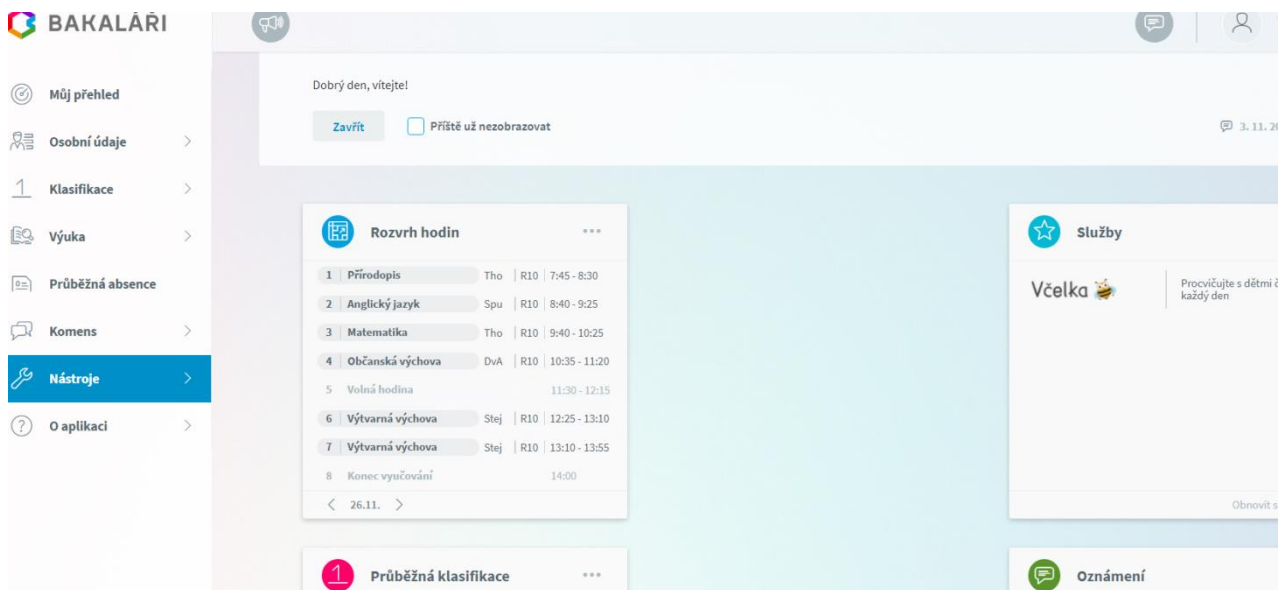 BAKALÁŘI
Můj přehled
Osobní údaje
Klasifikace
Výuka
Průběžná absence
Komens
Nástroje
O aplikaci
Dobrý den, vítejte!
Zavřít Příště už nezobrazovat
3. 11. 20
Rozvrh hodin
1 Přírodopis Tho R10 7:45 - 8:30
2 Anglický jazyk Spu R10 8:40 - 9:25
3 Matematika Tho R10 9:40 - 10:25
4 Občanská výchova DvA R10 10:35 - 11:20
5 Volná hodina 11:30 - 12:15
6 Výtvarná výchova Stej R10 12:25 - 13:10
7 Výtvarná výchova Stej R10 13:10 - 13:55
8 Konec vyučování 14:00
26.11.
Služby
Včelka
Procvičujte s dětmi
každý den
Obnovit
1 Průběžná klasifikace
Oznámení